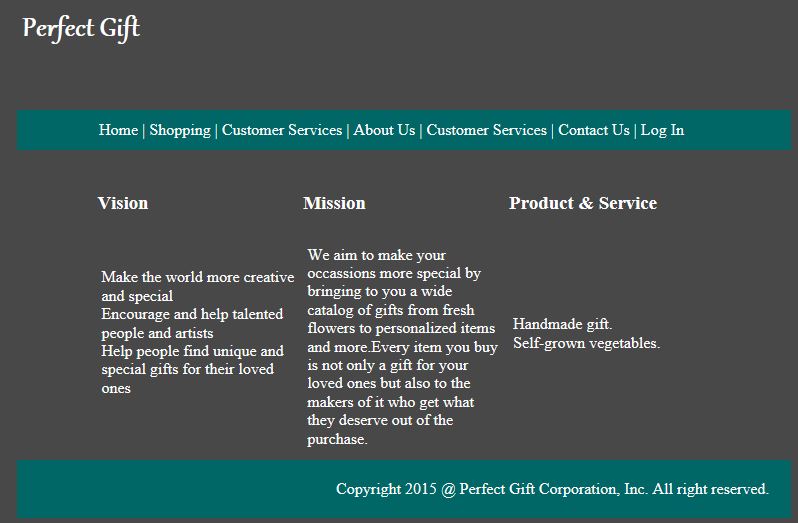 Perfect Gift
Home | Shopping | Customer Services | About Us | Customer Services | Contact Us | Log In
Vision
Make the world more creative
and special
Encourage and help talented
people and artists
Help people find unique and
special gifts for their loved
ones
Mission
We aim to make your
occassions more special by
bringing to you a wide
catalog of gifts from fresh
flowers to personalized items
and more.Every item you buy
is not only a gift for your
loved ones but also to the
makers of it who get what
they deserve out of the
purchase.
Product & Service
Handmade gift.
Self-grown vegetables.
Copyright 2015 @ Perfect Gift Corporation, Inc. All right reserved.